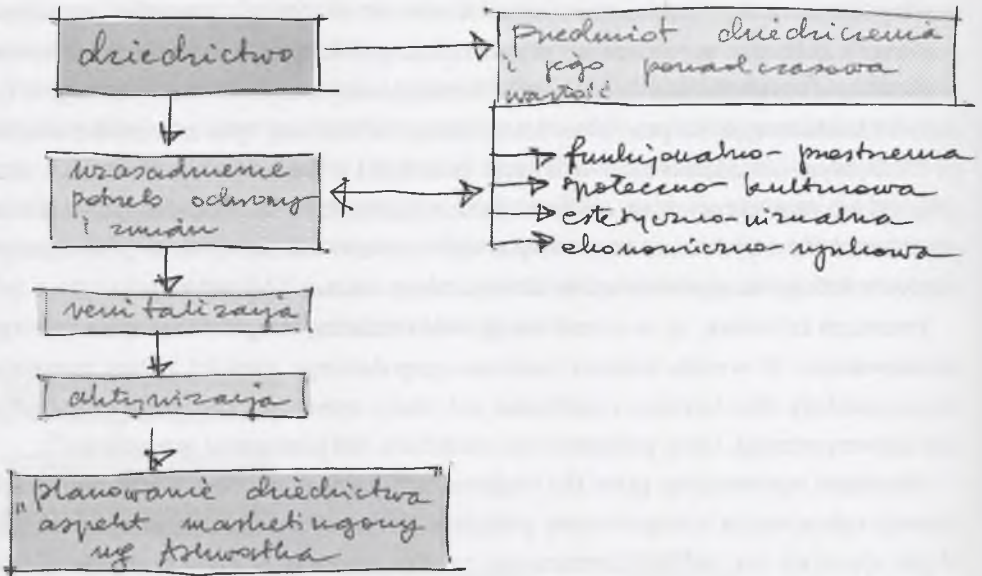 dziedzictwo
Przedmiot dziedziczenia
i jego ponadczasowa
wartość
uzasadnienie
potrzeb ochrony
i zmian
funkcjonalno-przestrzenna
społeczno kulturowa
estetyczno-wizualna
ekonomiczno-rynkowa
rewitalizacja
aktywizacja
"planowanie dziedzictwa"
aspekt marketingowy
wg Ashwortha